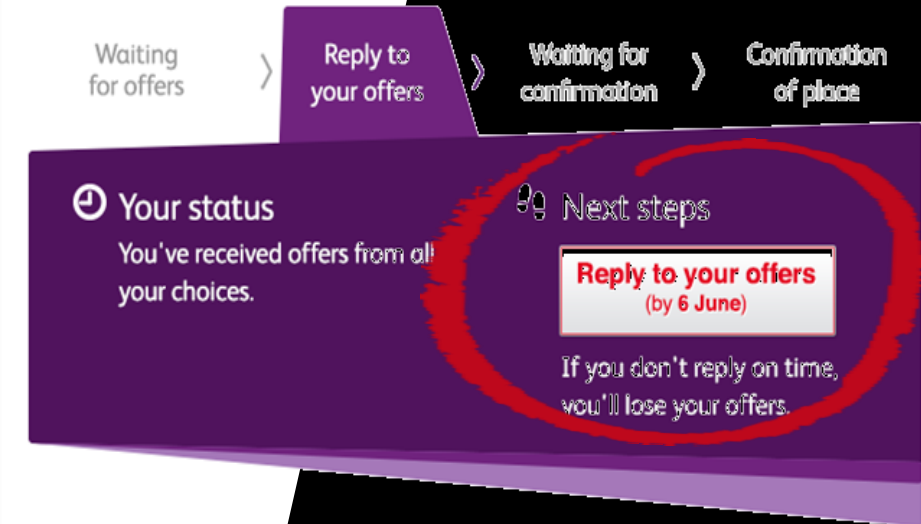 Waiting
for offers
Reply to
your offers
Waiting for
confirmation
Confirmation
of place
Your status
You've received offers from all
your choices.
Next steps
Reply to your offers
(by 6 June)
If you don't reply on time,
you'll lose your offers.